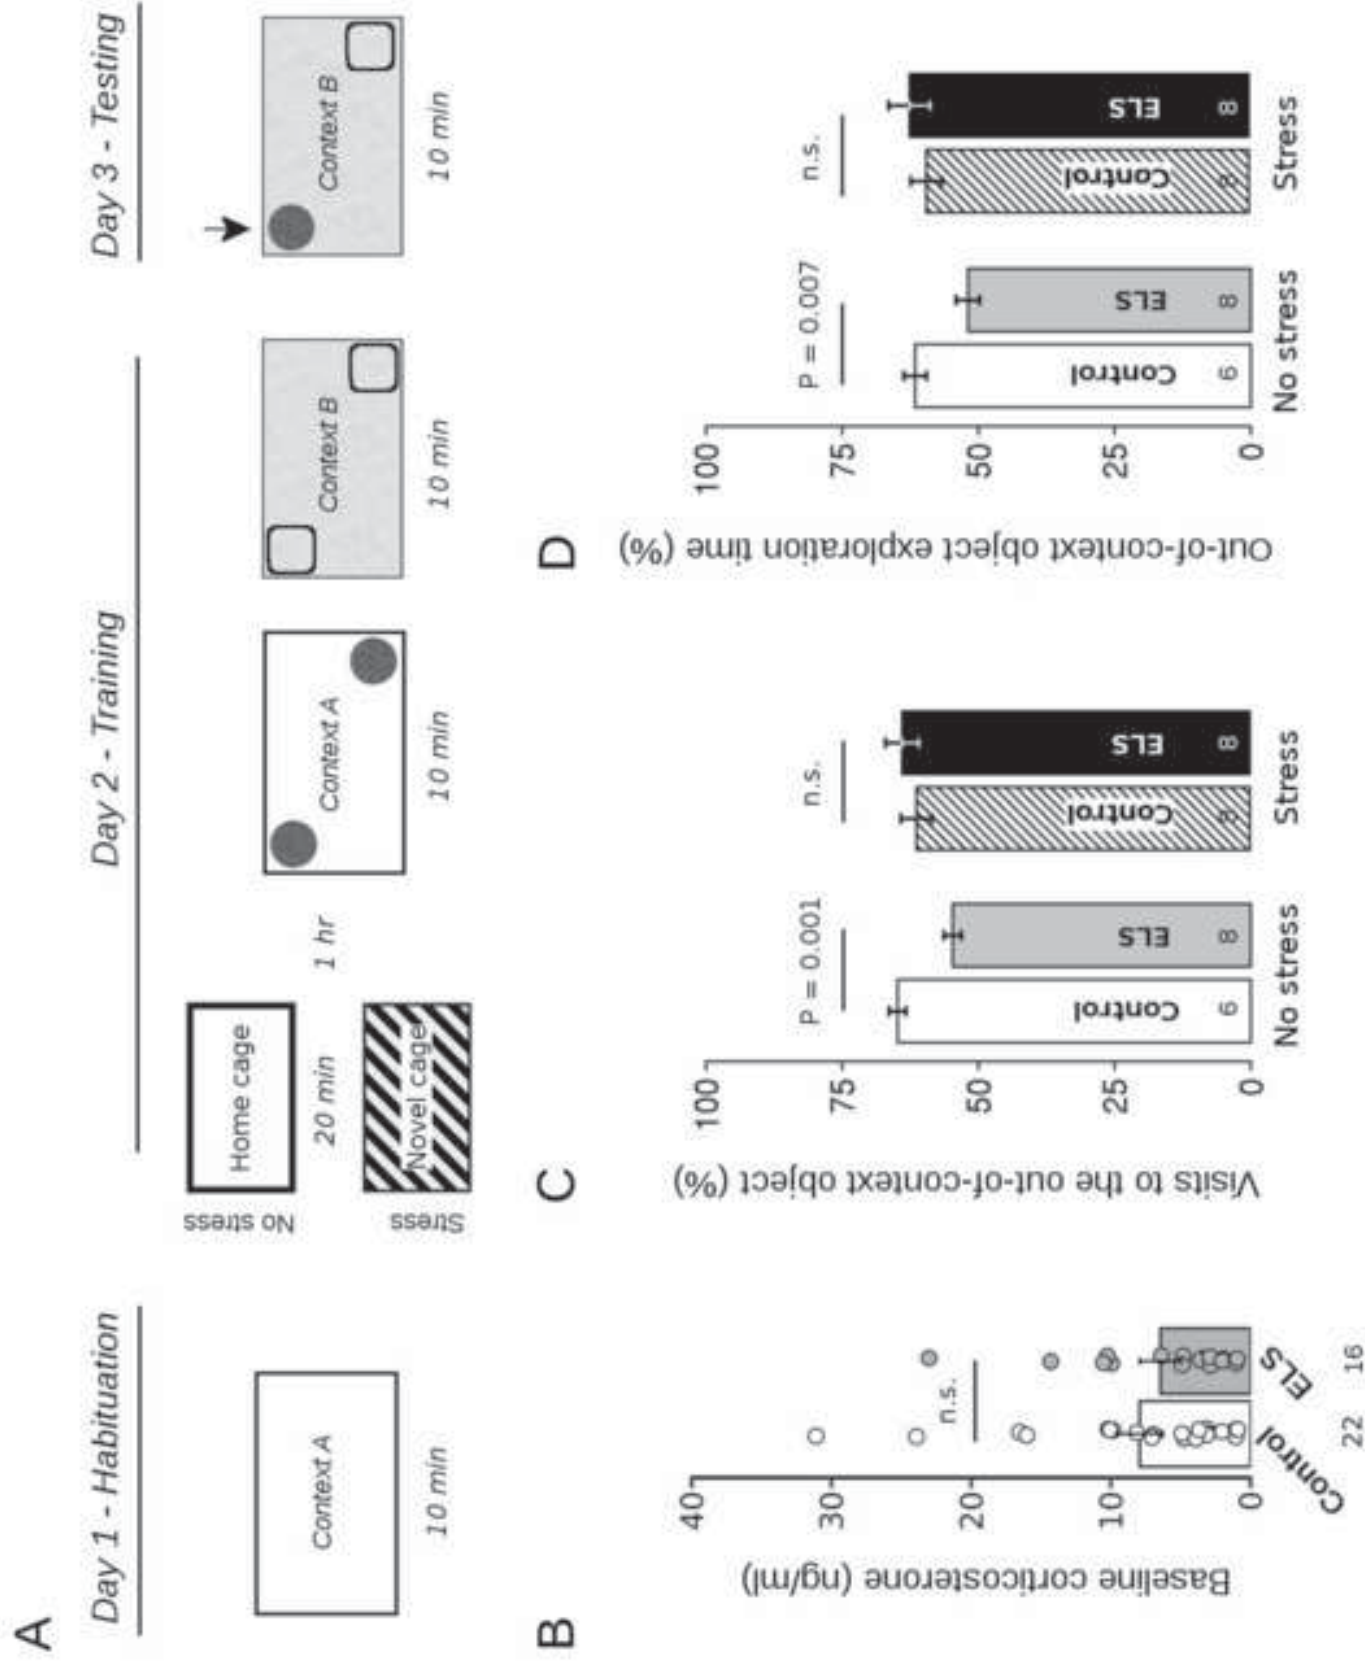 A
Day 1 - Habituation
Day 2 - Training
Day 3 - Testing
No stress
Home cage
Context A
20 min
1 hr
Context A
Context B
Context B
Stress
Novel cage
10 min
10 min
10 min
10 min
B
Baseline corticosterone (ng/ml)
40
30
20
10
0
n.s.
Control
ELS
22
16
C
Visits to the out-of-context object (%)
100
75
50
25
0
P = 0.001
n.s.
Control
ELS
Control
ELS
9
8
8
8
No stress
Stress
D
Out-of-context object exploration time (%)
100
75
50
25
0
P = 0.007
n.s.
Control
ELS
Control
ELS
9
8
8
8
No stress
Stress